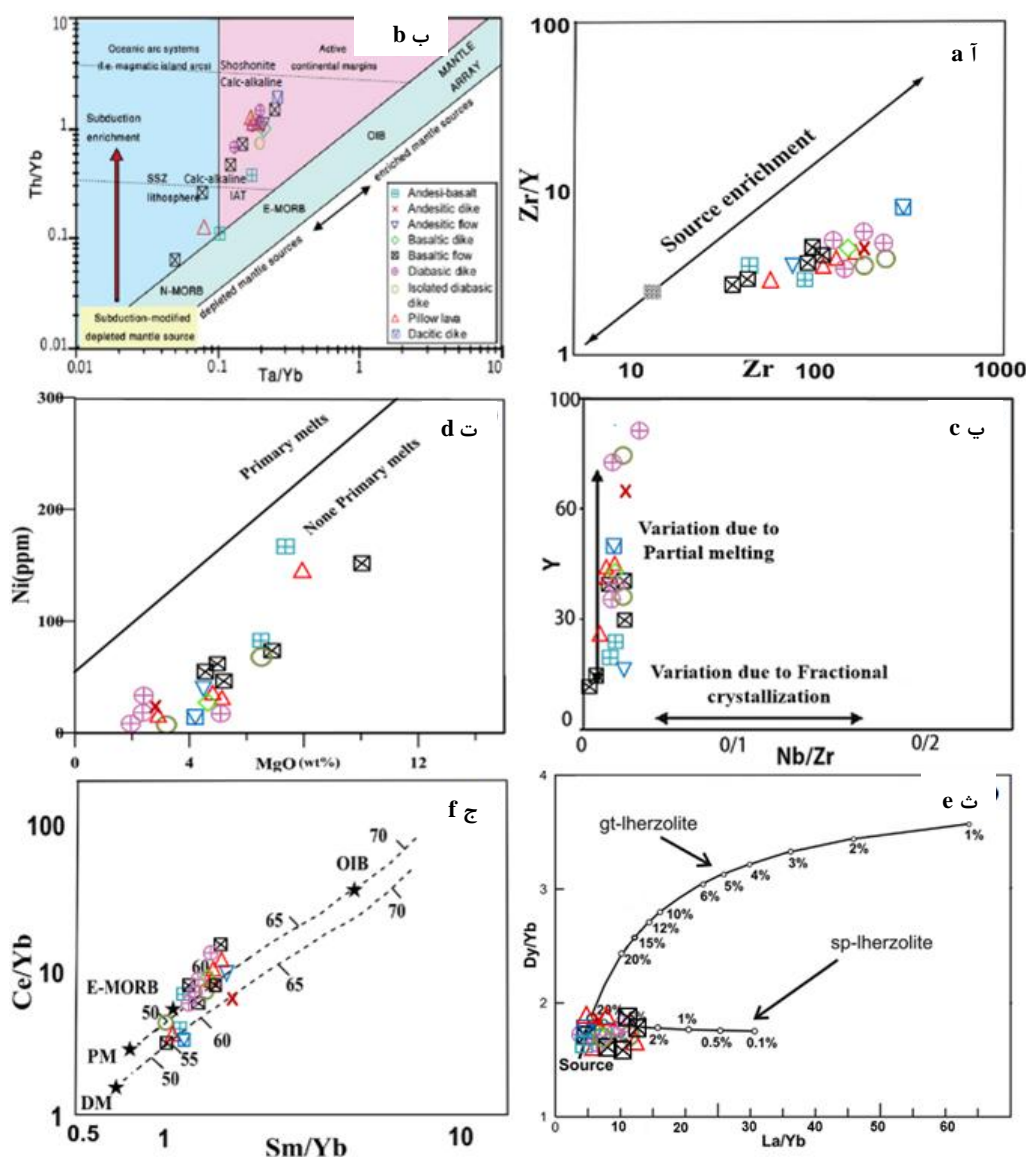 b ب
10
1
0.1
0.01
Th/Yb
Oceanic arc systems
(i.e. magmatic island arcs)
Active
continental margins
Shoshonite
Calc-alkaline
MANTLE
ARRAY
Subduction
enrichment
OIB
enriched mantle sources
SSZ
lithosphere
Calc-alkaline
IAT
E-MORB
N-MORB
depleted mantle sources
Subduction-modified
depleted mantle source
Andesi-basalt
Andesitic dike
Andesitic flow
Basaltic dike
Basaltic flow
Diabasic dike
Isolated diabasic
dike
Pillow lava
Dacitic dike
0.01
0.1
1
10
Ta/Yb
a آ
100
10
1
Zr/Y
Source enrichment
10
100
1000
Zr
d ت
300
200
100
0
Ni(ppm)
Primary melts
None Primary melts
0
4
12
MgO (wt%)
c پ
100
60
30
0
Y
Variation due to
Partial melting
Variation due to Fractional
crystallization
0
0/1
0/2
Nb/Zr
f ج
100
10
1
Ce/Yb
70
OIB
65
70
60
65
E-MORB
50
60
PM
55
50
DM
0.5
1
10
Sm/Yb
e ث
4
3
2
1
Dy/Yb
gt-lherzolite
1%
2%
3%
4%
5%
6%
10%
12%
15%
20%
sp-lherzolite
20%
1%
2%
0.5%
0.1%
Source
0
10
20
30
40
50
60
La/Yb